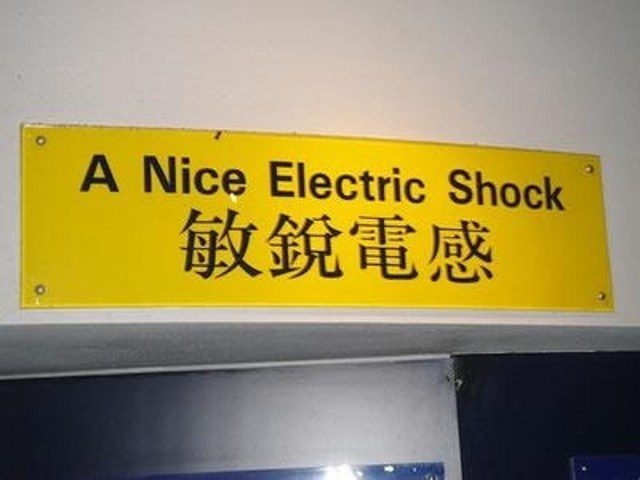 A Nice Electric Shock
敏銳電感